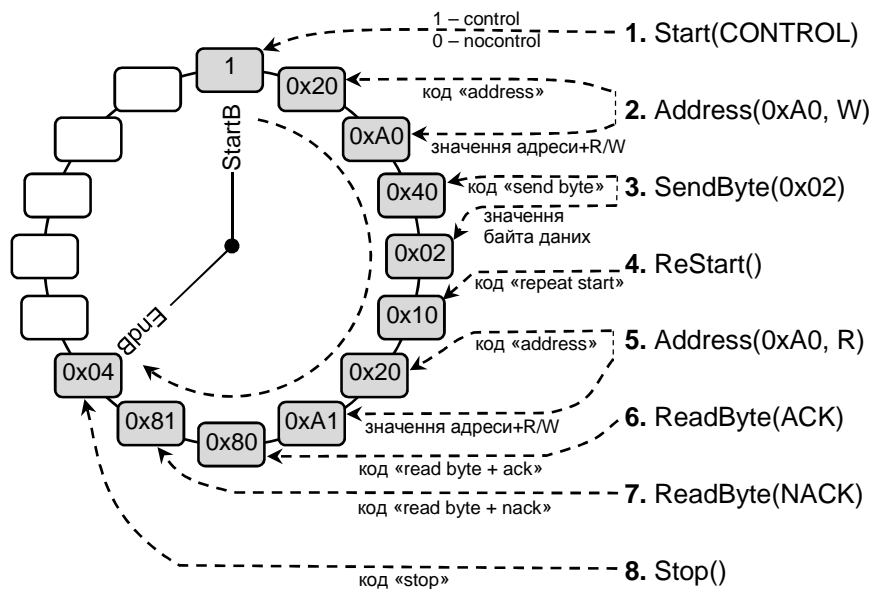 1 – control
0 – nocontrol
1. Start(CONTROL)
1
0x20
код «address»
2. Address(0xA0, W)
0xA0
значення адреси+R/W
StartB
0x40
код «send byte»
3. SendByte(0x02)
значення
байта даних
0x02
4. ReStart()
код «repeat start»
0x10
EndB
5. Address(0xA0, R)
код «address»
0x04
0x20
0x81
0xA1
6. ReadByte(ACK)
значення адреси+R/W
0x80
код «read byte + ack»
7. ReadByte(NACK)
код «read byte + nack»
8. Stop()
код «stop»